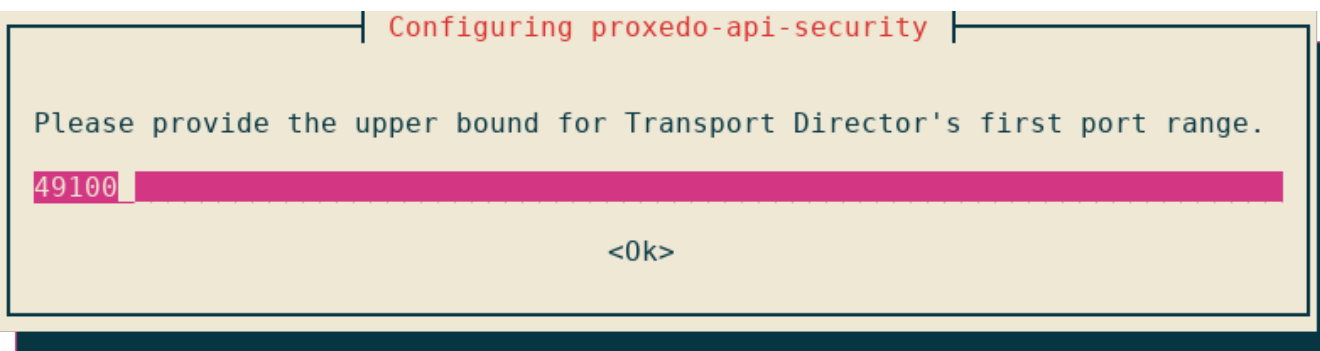 Configuring proxedo-api-security
Please provide the upper bound for Transport Director's first port range.
49100
<Ok>